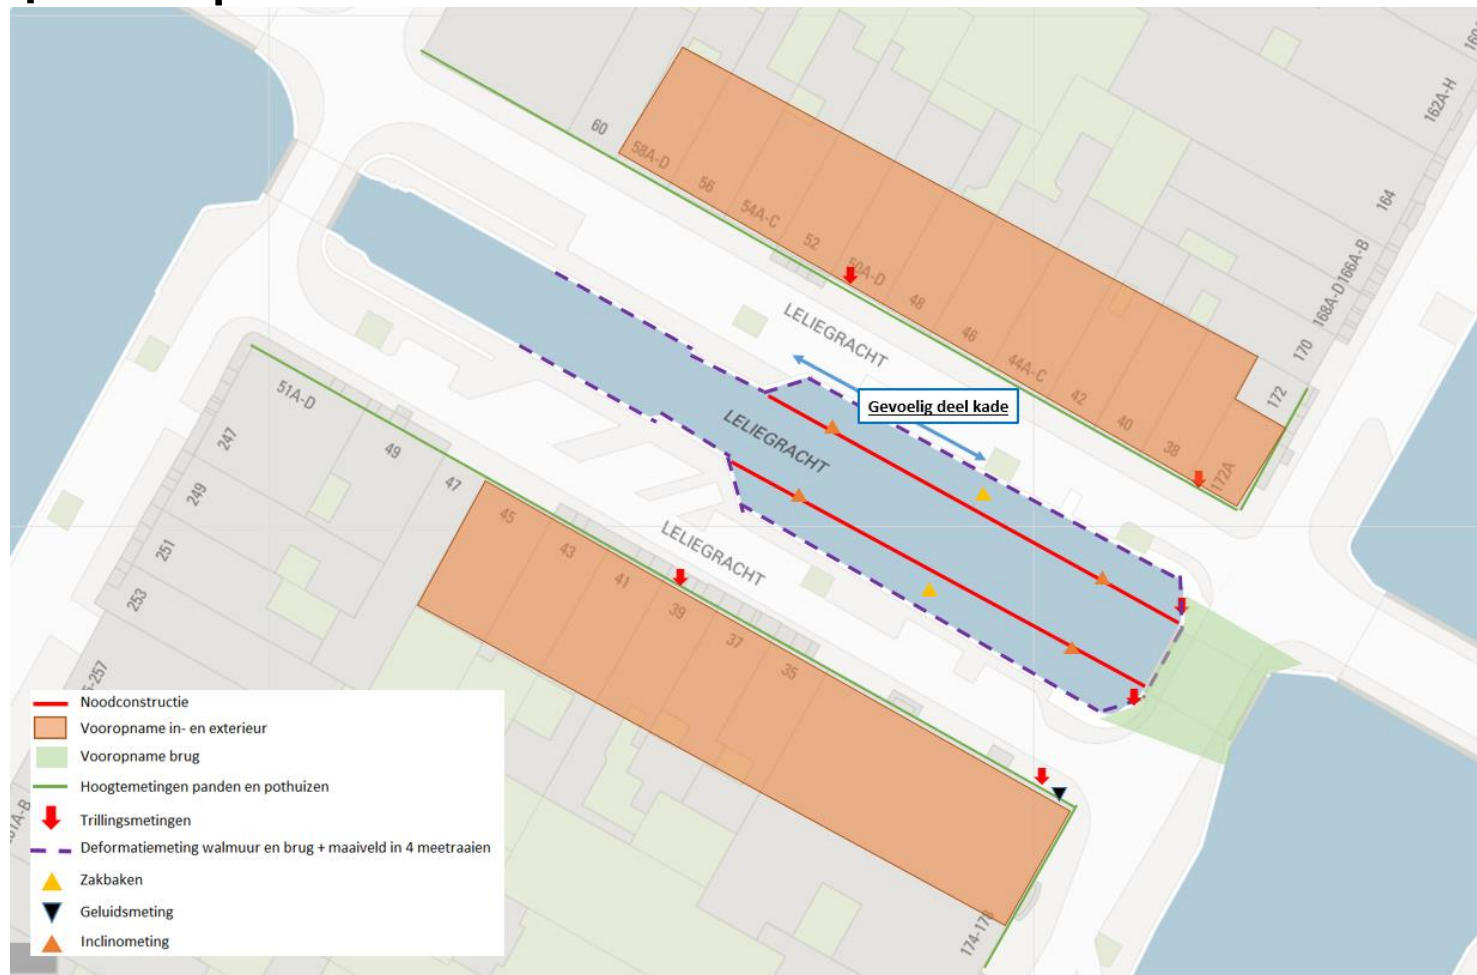 60
58A-D
56
54A-C
52
50A-D
48
46
44A-C
42
40
38
172A
172
170
168A-D
166A-B
164
162A-H
LELIEGRACHT
Gevoelig deel kade
LELIEGRACHT
LELIEGRACHT
51A-D
49
47
45
43
41
39
37
35
247
249
251
253
174-178
Noodconstructie
Vooropname in- en exterieur
Vooropname brug
Hoogtemetingen panden en pothuizen
Trillingsmetingen
Deformatiemeting walmuur en brug + maaiveld in 4 meetraaien
Zakbaken
Geluidsmeting
Inclinometing